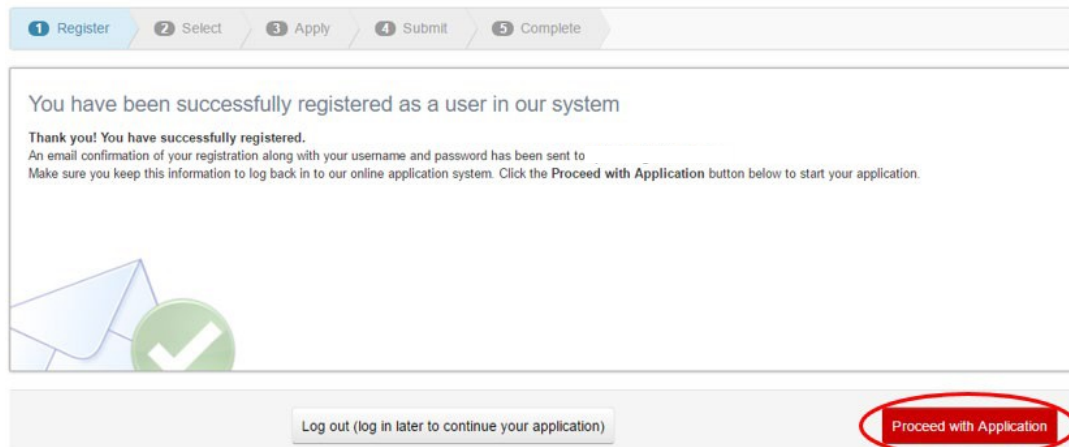 1 Register 2 Select 3 Apply 4 Submit 5 Complete
You have been successfully registered as a user in our system
Thank you! You have successfully registered.
An email confirmation of your registration along with your username and password has been sent to
Make sure you keep this information to log back in to our online application system. Click the Proceed with Application button below to start your application.
Log out (log in later to continue your application) Proceed with Application